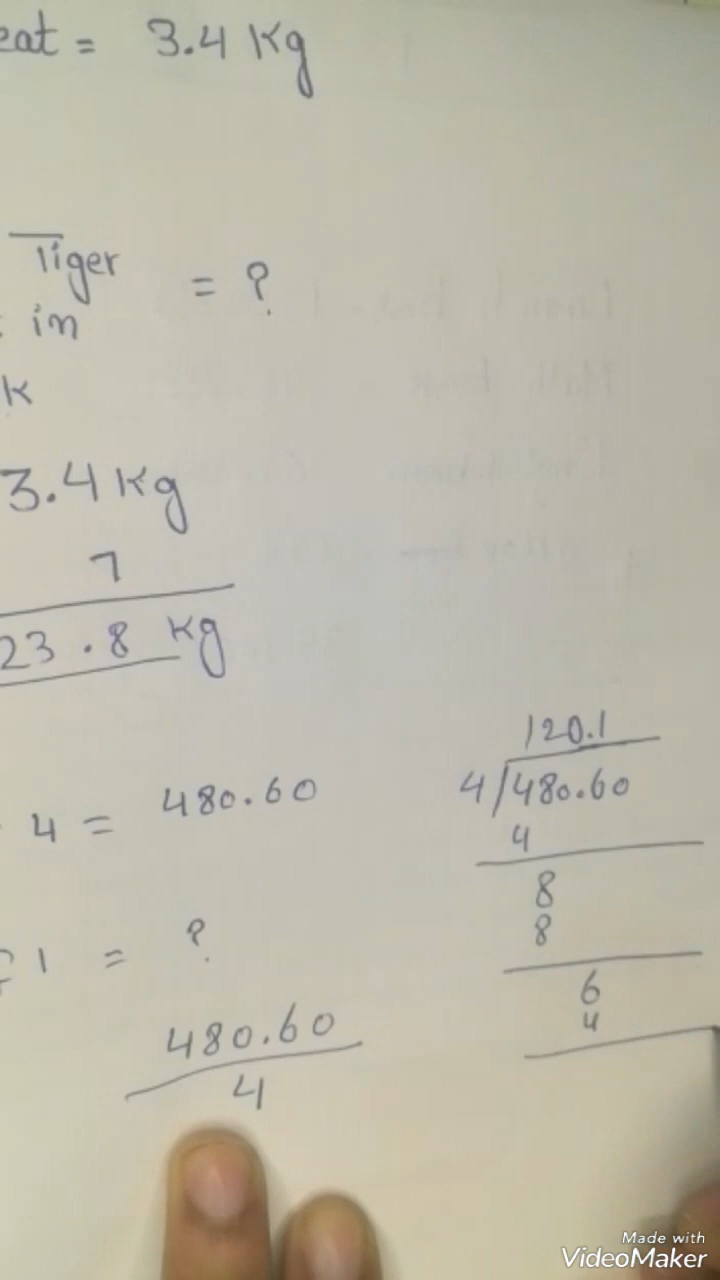 eat = 3.4 Kg
Tiger = ?
in
k
3.4 kg
7
23.8 kg
4 = 480.60
1 = ?
480.60
4
120.1
4 480.60
4
8
8
6
4
Made with
VideoMaker